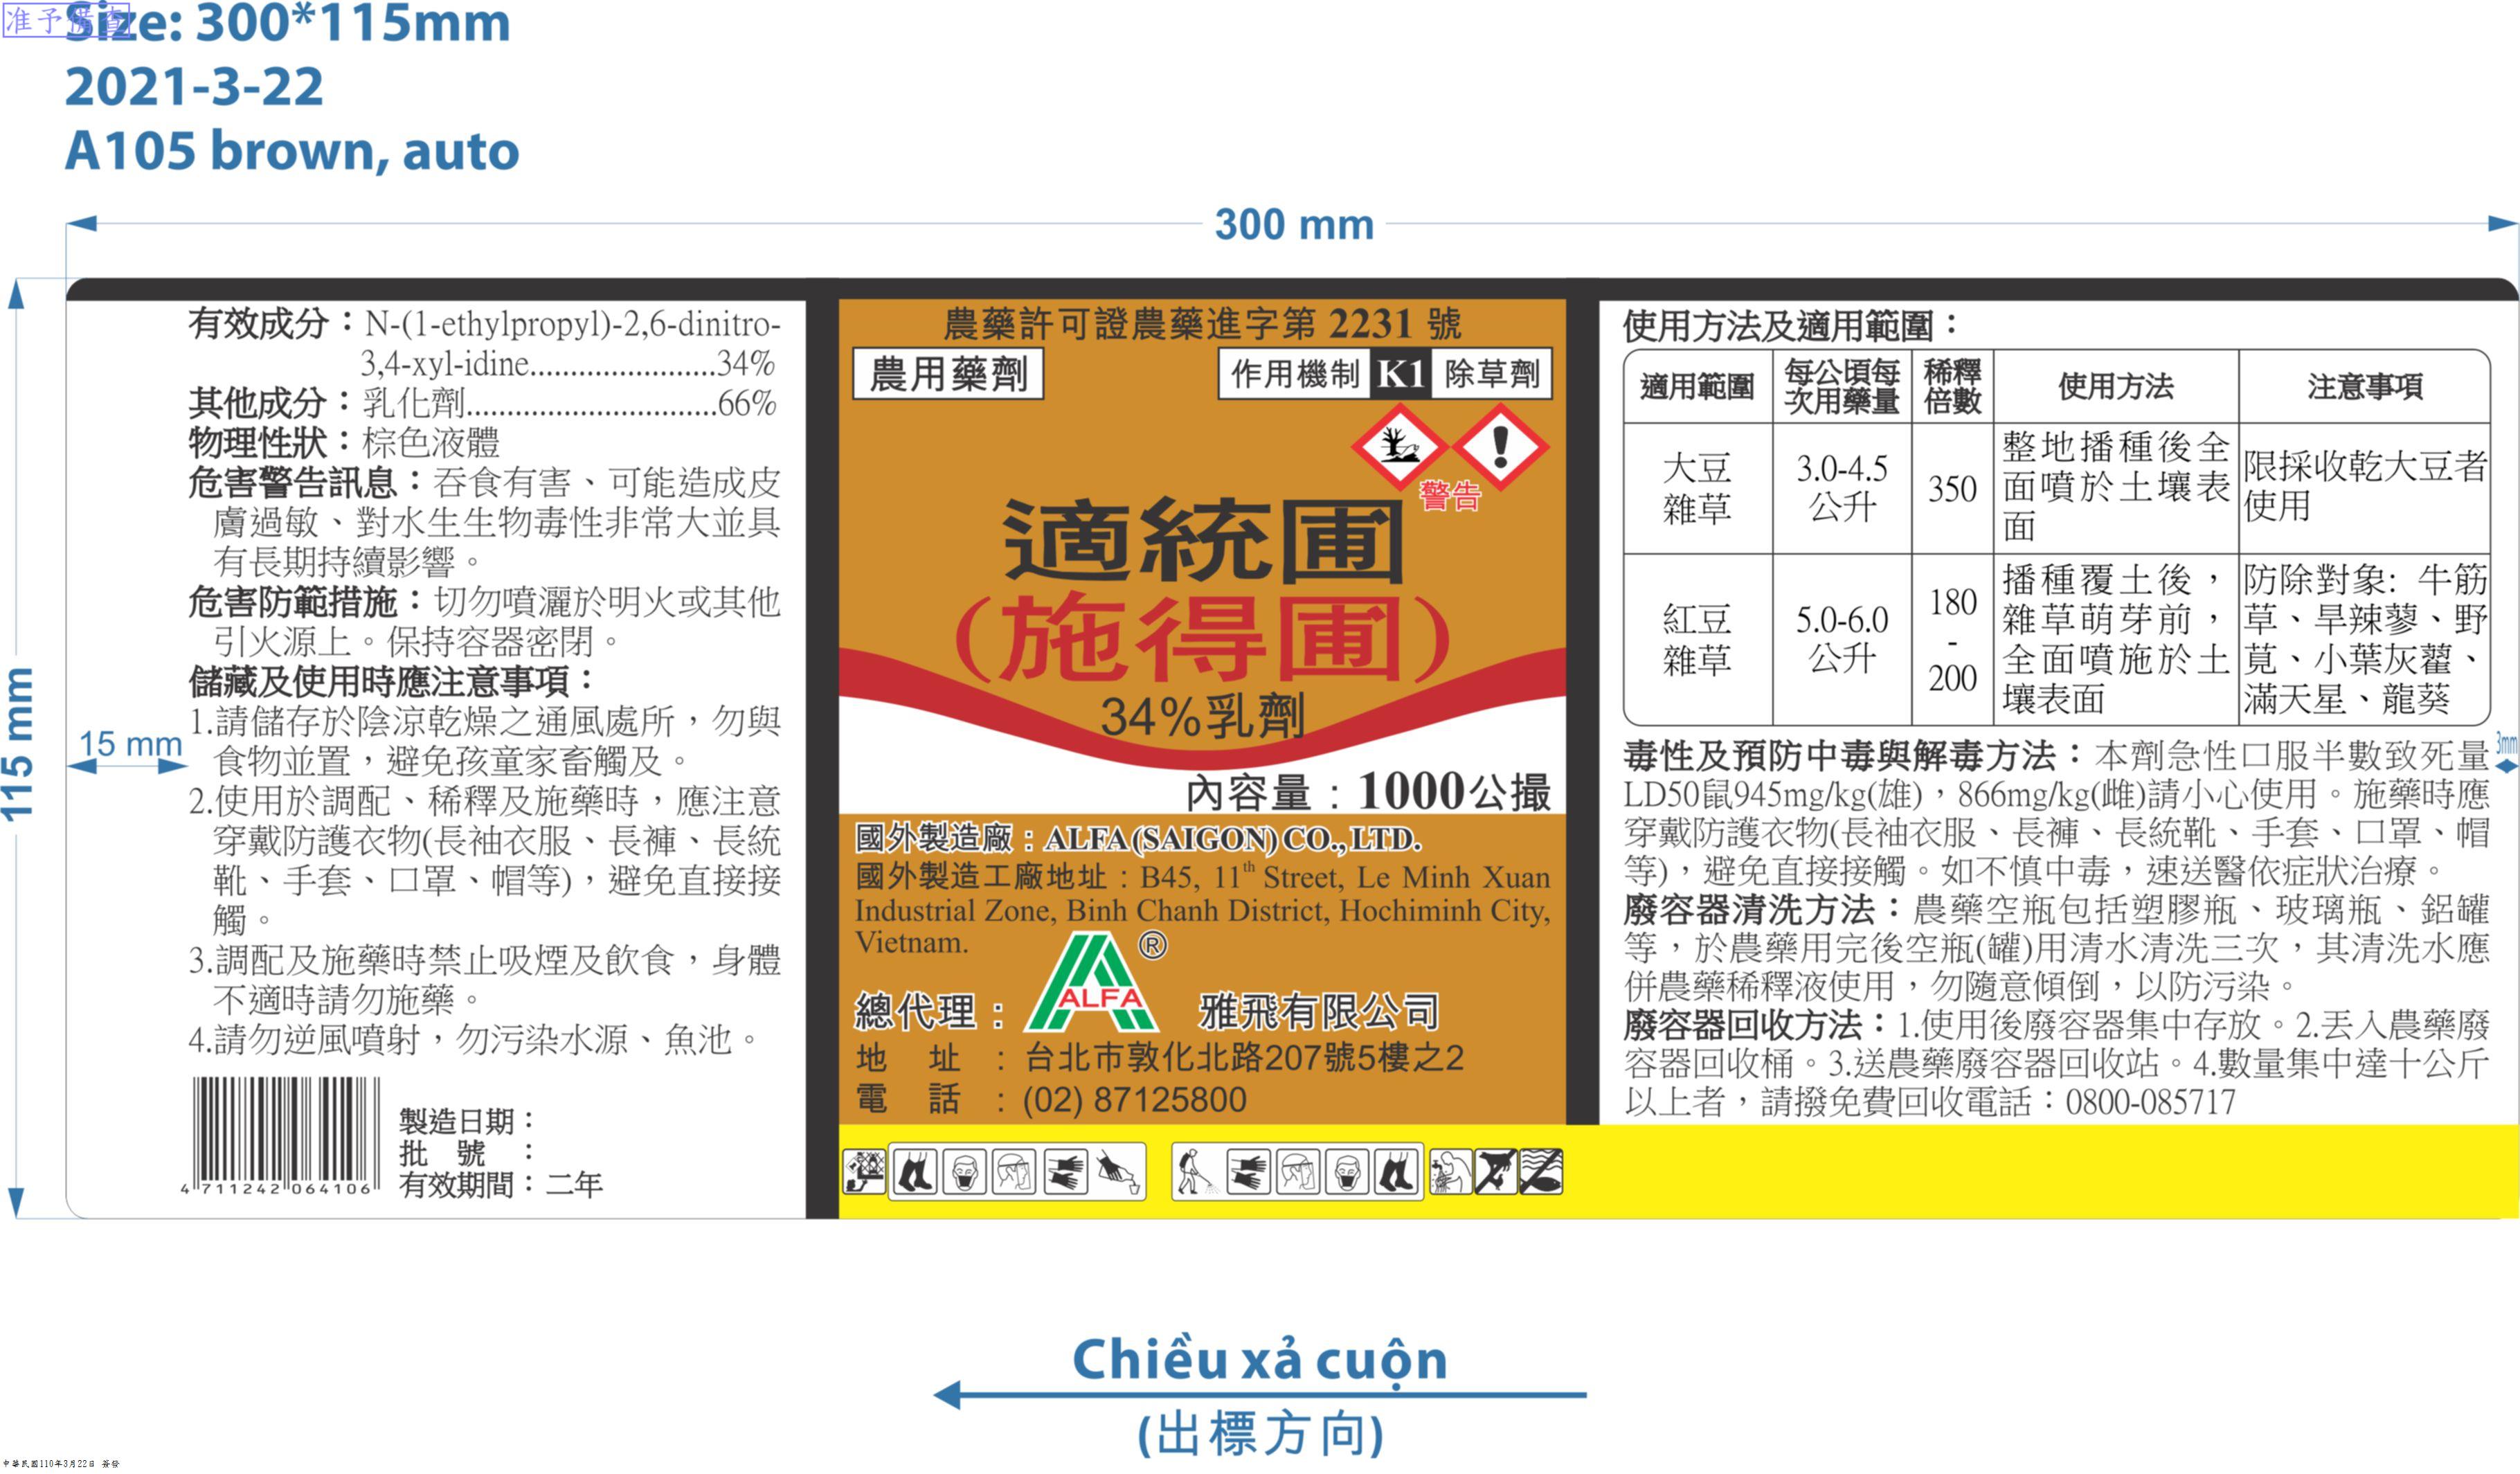 准予備查
Size: 300*115mm
2021-3-22
A105 brown, auto
300 mm
115 mm
15 mm
3mm
有效成分：N-(1-ethylpropyl)-2,6-dinitro-
3,4-xyl-idine.......................34%
其他成分：乳化劑...............................66%
物理性狀：棕色液體
危害警告訊息：吞食有害、可能造成皮
膚過敏、對水生生物毒性非常大並具
有長期持續影響。
危害防範措施：切勿噴灑於明火或其他
引火源上。保持容器密閉。
儲藏及使用時應注意事項：
1.請儲存於陰涼乾燥之通風處所，勿與
食物並置，避免孩童家畜觸及。
2.使用於調配、稀釋及施藥時，應注意
穿戴防護衣物(長袖衣服、長褲、長統
靴、手套、口罩、帽等)，避免直接接
觸。
3.調配及施藥時禁止吸煙及飲食，身體
不適時請勿施藥。
4.請勿逆風噴射，勿污染水源、魚池。
4 711242 064106
製造日期：
批 號 ：
有效期間：二年
農藥許可證農藥進字第 2231 號
農用藥劑
作用機制 K1 除草劑
警告
適統圃
(施得圃)
34%乳劑
內容量：1000公撮
國外製造廠：ALFA (SAIGON) CO., LTD.
國外製造工廠地址：B45, 11th Street, Le Minh Xuan
Industrial Zone, Binh Chanh District, Hochiminh City,
Vietnam.
ALFA ®
總代理： 雅飛有限公司
地 址 ：台北市敦化北路207號5樓之2
電 話 ：(02) 87125800
使用方法及適用範圍：
適用範圍 每公頃每次用藥量 稀釋倍數 使用方法 注意事項
大豆雜草 3.0-4.5公升 350 整地播種後全面噴於土壤表面 限採收乾大豆者使用
紅豆雜草 5.0-6.0公升 180-200 播種覆土後，雜草萌芽前，全面噴施於土壤表面 防除對象: 牛筋草、旱辣蓼、野莧、小葉灰藋、滿天星、龍葵
毒性及預防中毒與解毒方法：本劑急性口服半數致死量
LD50鼠945mg/kg(雄)，866mg/kg(雌)請小心使用。施藥時應
穿戴防護衣物(長袖衣服、長褲、長統靴、手套、口罩、帽
等)，避免直接接觸。如不慎中毒，速送醫依症狀治療。
廢容器清洗方法：農藥空瓶包括塑膠瓶、玻璃瓶、鋁罐
等，於農藥用完後空瓶(罐)用清水清洗三次，其清洗水應
併農藥稀釋液使用，勿隨意傾倒，以防污染。
廢容器回收方法：1.使用後廢容器集中存放。2.丟入農藥廢
容器回收桶。3.送農藥廢容器回收站。4.數量集中達十公斤
以上者，請撥免費回收電話：0800-085717
Chiều xả cuộn
(出標方向)
中華民國110年3月22日 簽發